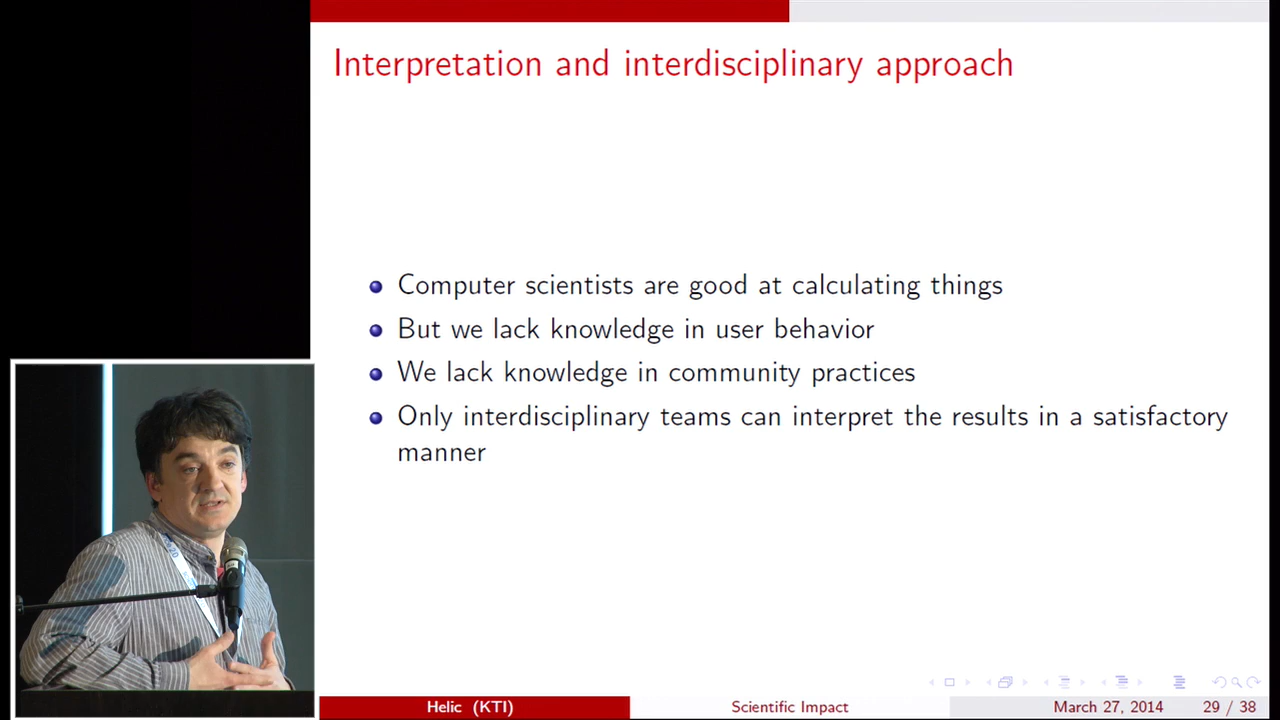 Interpretation and interdisciplinary approach
Computer scientists are good at calculating things
But we lack knowledge in user behavior
We lack knowledge in community practices
Only interdisciplinary teams can interpret the results in a satisfactory
manner
Helic (KTI)
Scientific Impact
March 27, 2014
29 / 38